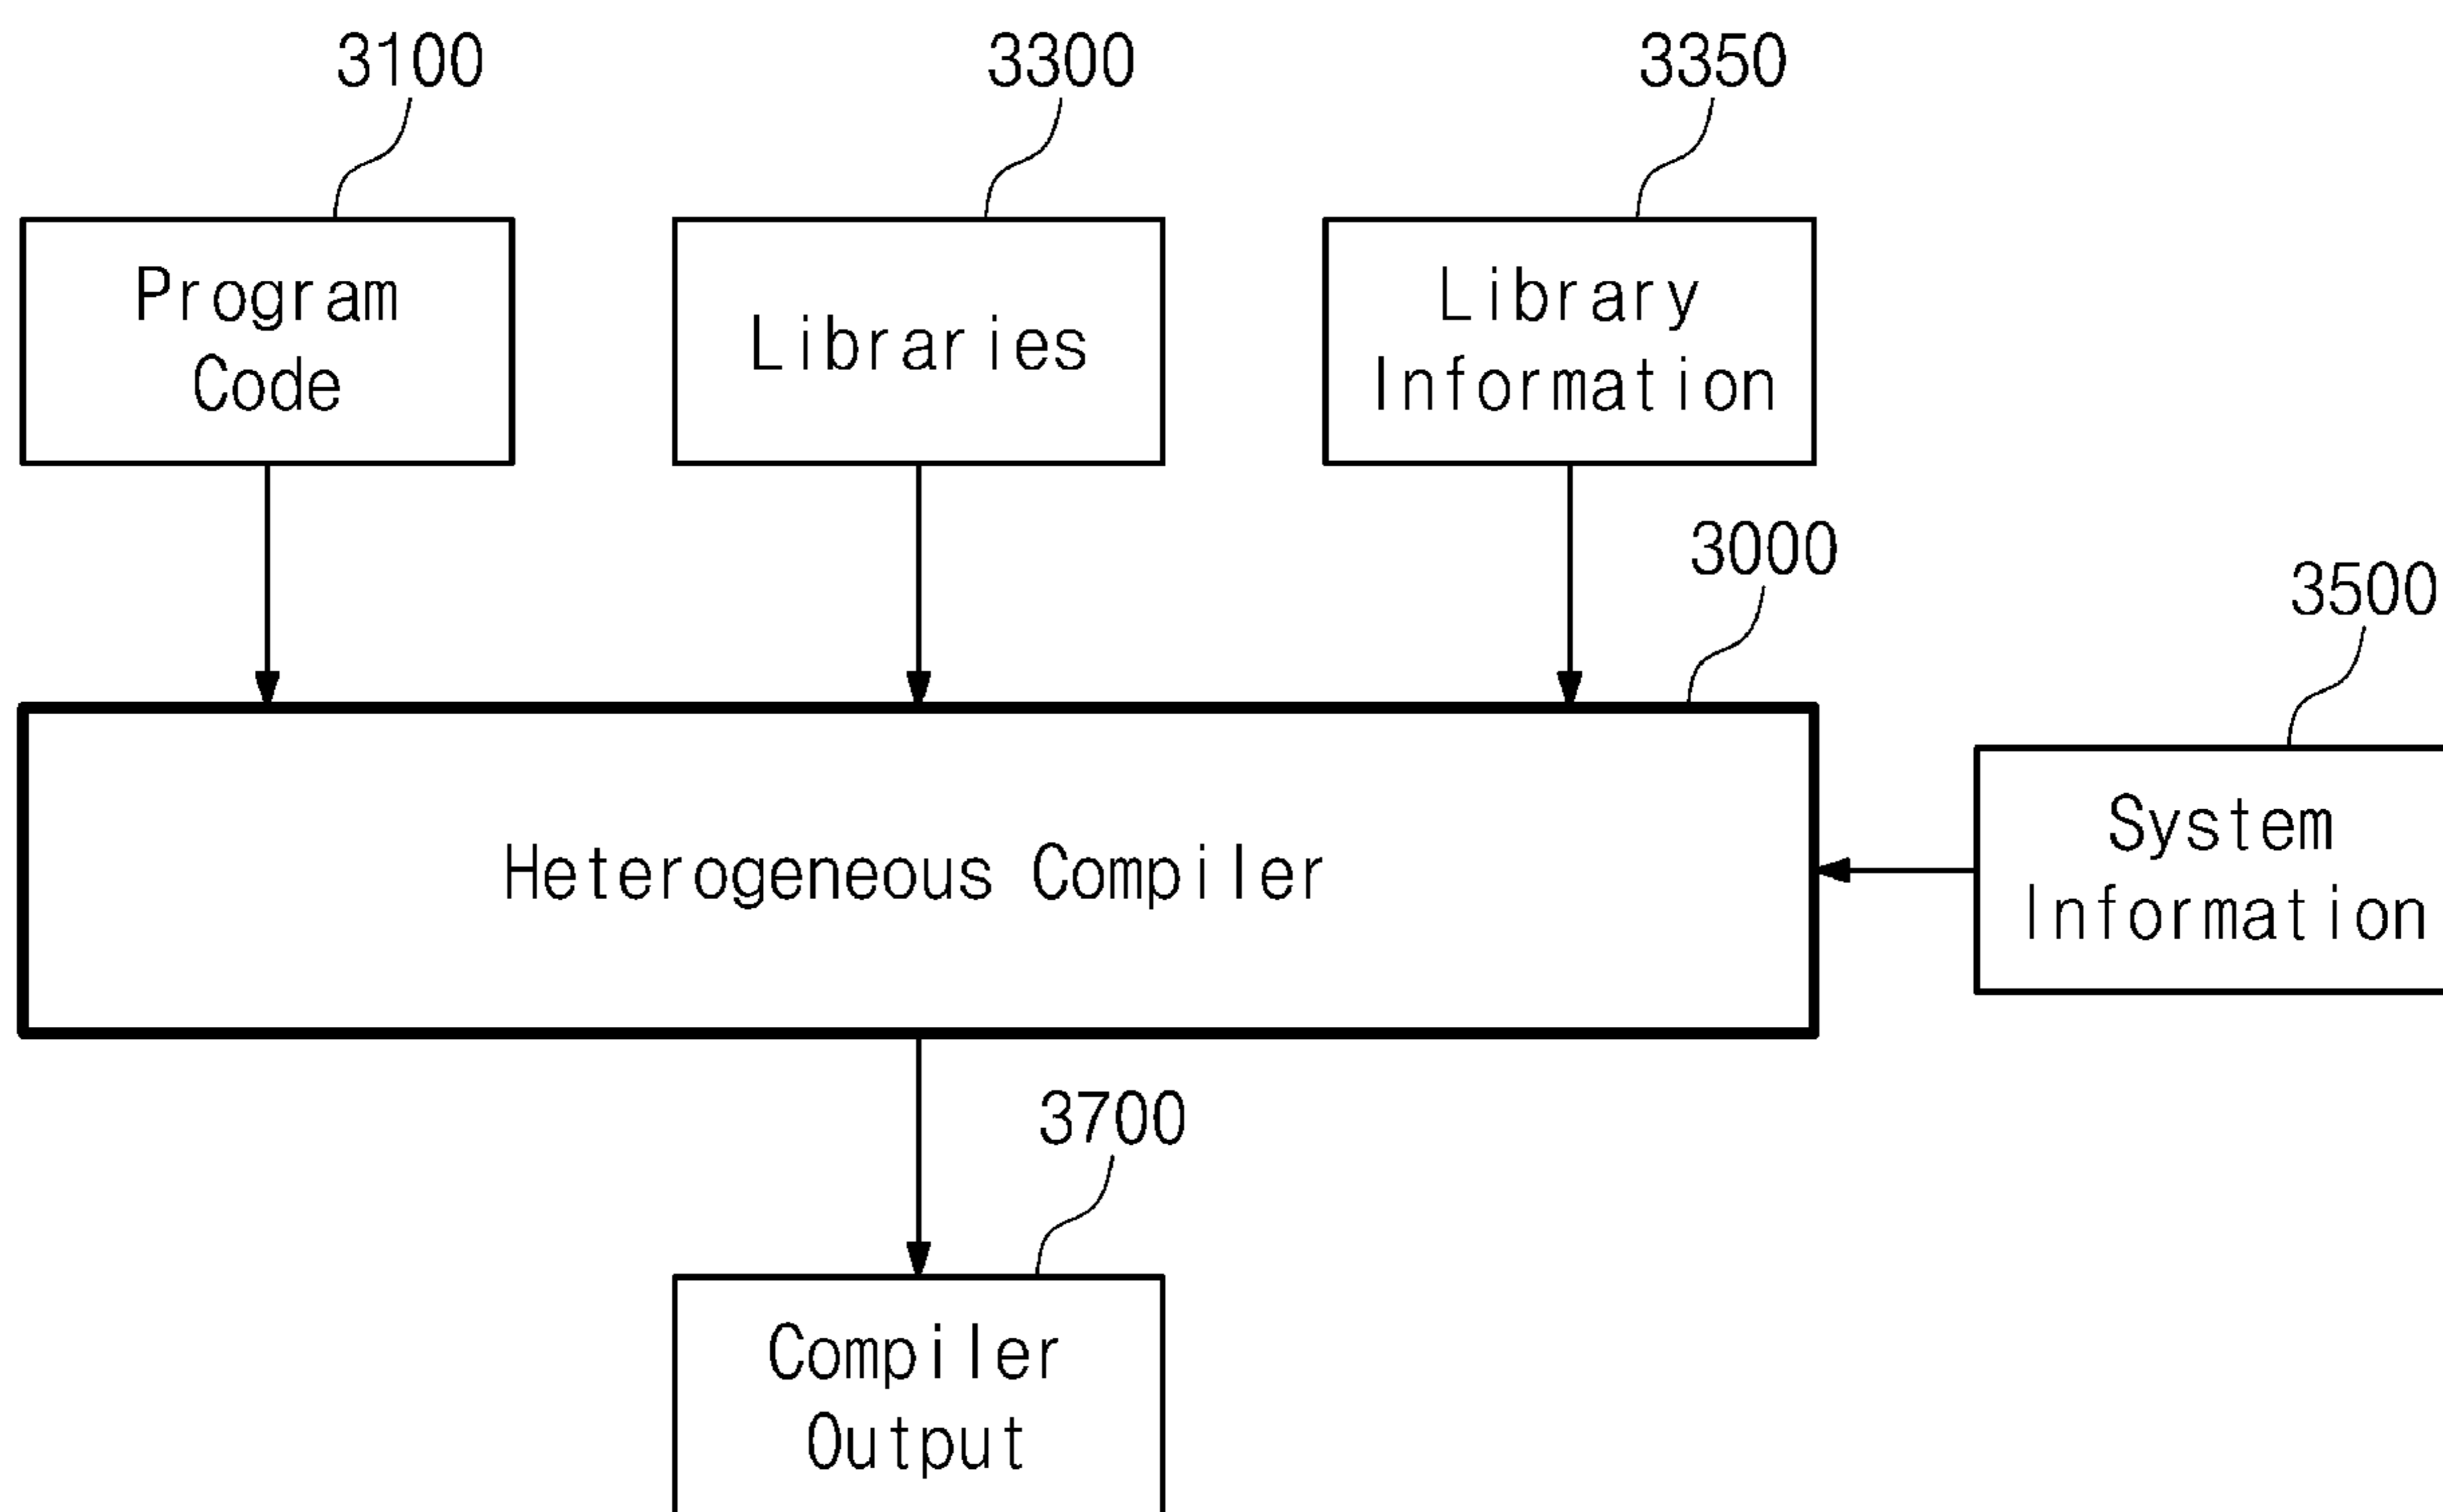 3100
3300
3350
Program
Code
Libraries
Library
Information
3000
3500
Heterogeneous Compiler
System
Information
3700
Compiler
Output